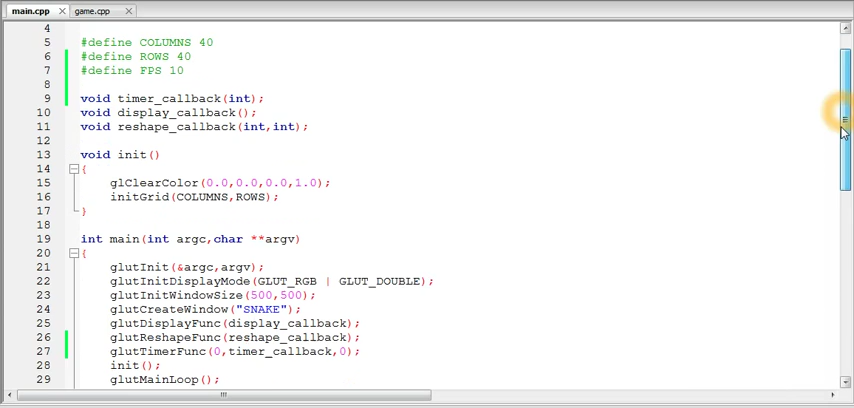 main.cpp game.cpp
4
5 #define COLUMNS 40
6 #define ROWS 40
7 #define FPS 10
8
9 void timer_callback(int);
10 void display_callback();
11 void reshape_callback(int,int);
12
13 void init()
14 {
15 glClearColor(0.0,0.0,0.0,1.0);
16 initGrid(COLUMNS,ROWS);
17 }
18
19 int main(int argc,char **argv)
20 {
21 glutInit(&argc,argv);
22 glutInitDisplayMode(GLUT_RGB | GLUT_DOUBLE);
23 glutInitWindowSize(500,500);
24 glutCreateWindow("SNAKE");
25 glutDisplayFunc(display_callback);
26 glutReshapeFunc(reshape_callback);
27 glutTimerFunc(0,timer_callback,0);
28 init();
29 glutMainLoop();